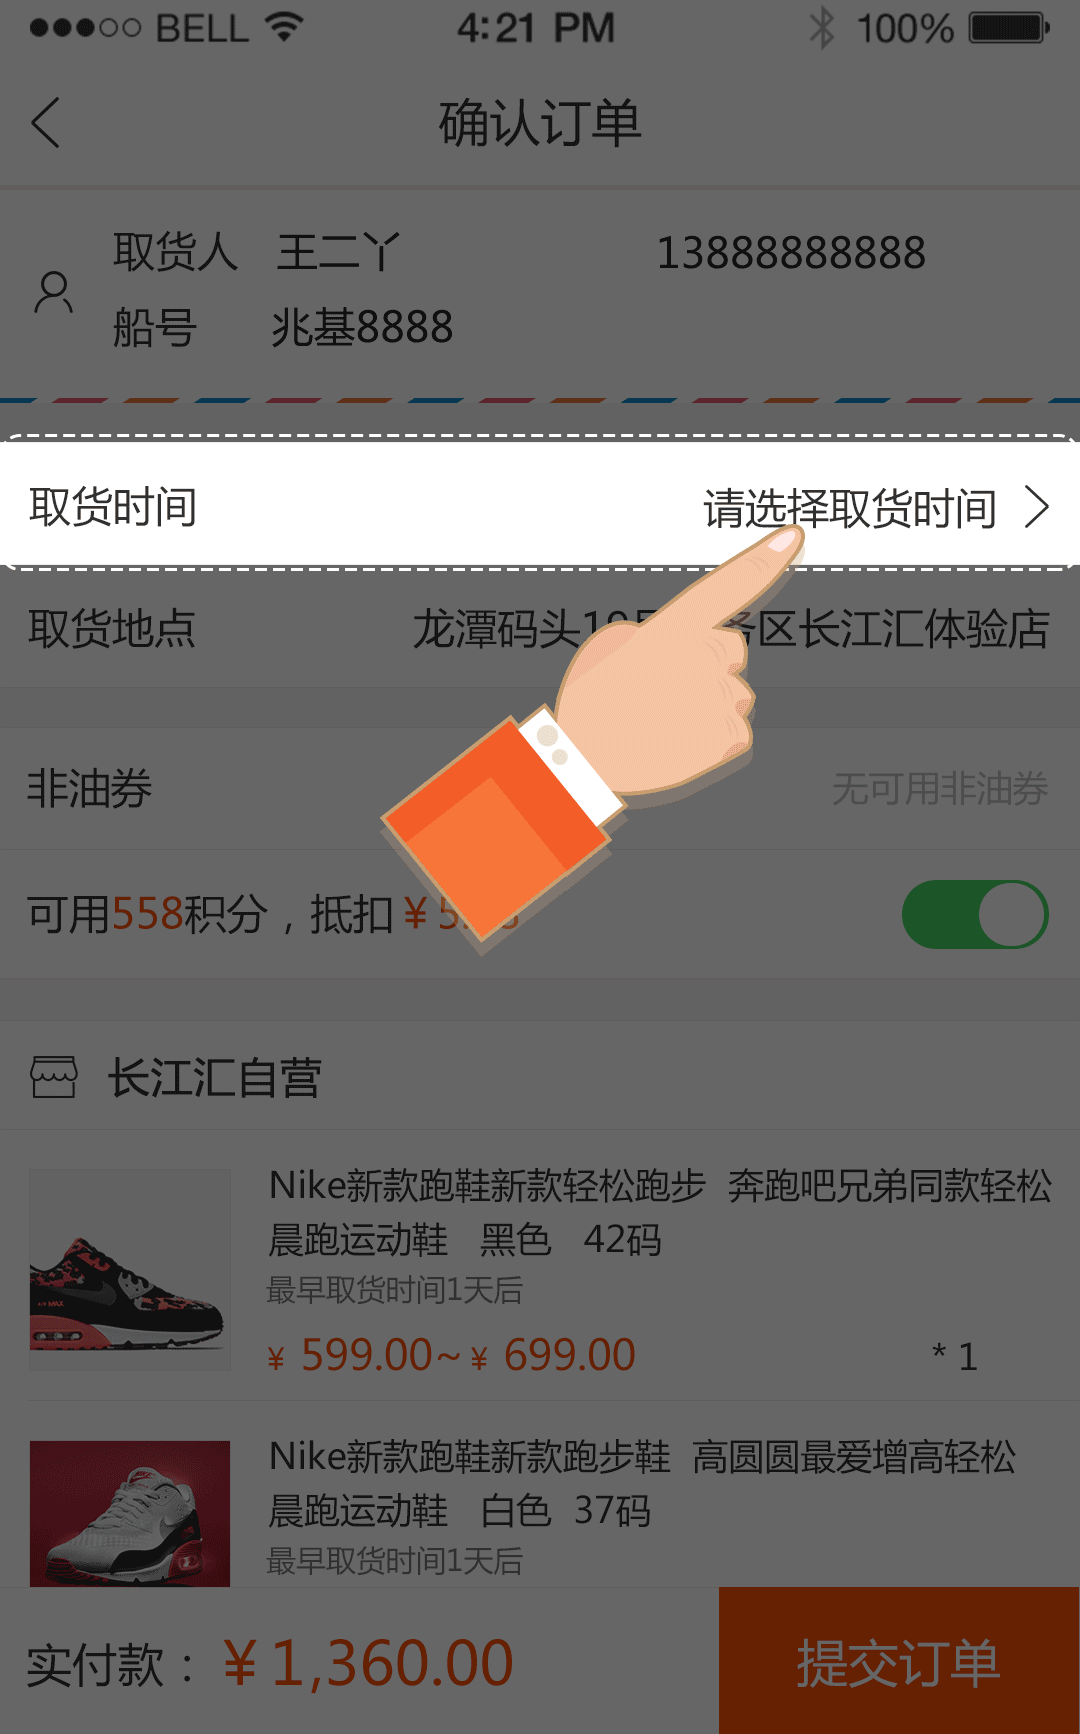 BELL 4:21 PM 100%
确认订单
取货人 王二丫 13888888888
船号 兆基8888
取货时间 请选择取货时间
取货地点 龙潭码头195 务区长江汇体验店
非油券 无可用非油券
可用558积分，抵扣¥5
长江汇自营
Nike新款跑鞋新款轻松跑步 奔跑吧兄弟同款轻松
晨跑运动鞋 黑色 42码
最早取货时间1天后
¥ 599.00~¥ 699.00 * 1
Nike新款跑鞋新款跑步鞋 高圆圆最爱增高轻松
晨跑运动鞋 白色 37码
最早取货时间1天后
实付款：¥1,360.00 提交订单